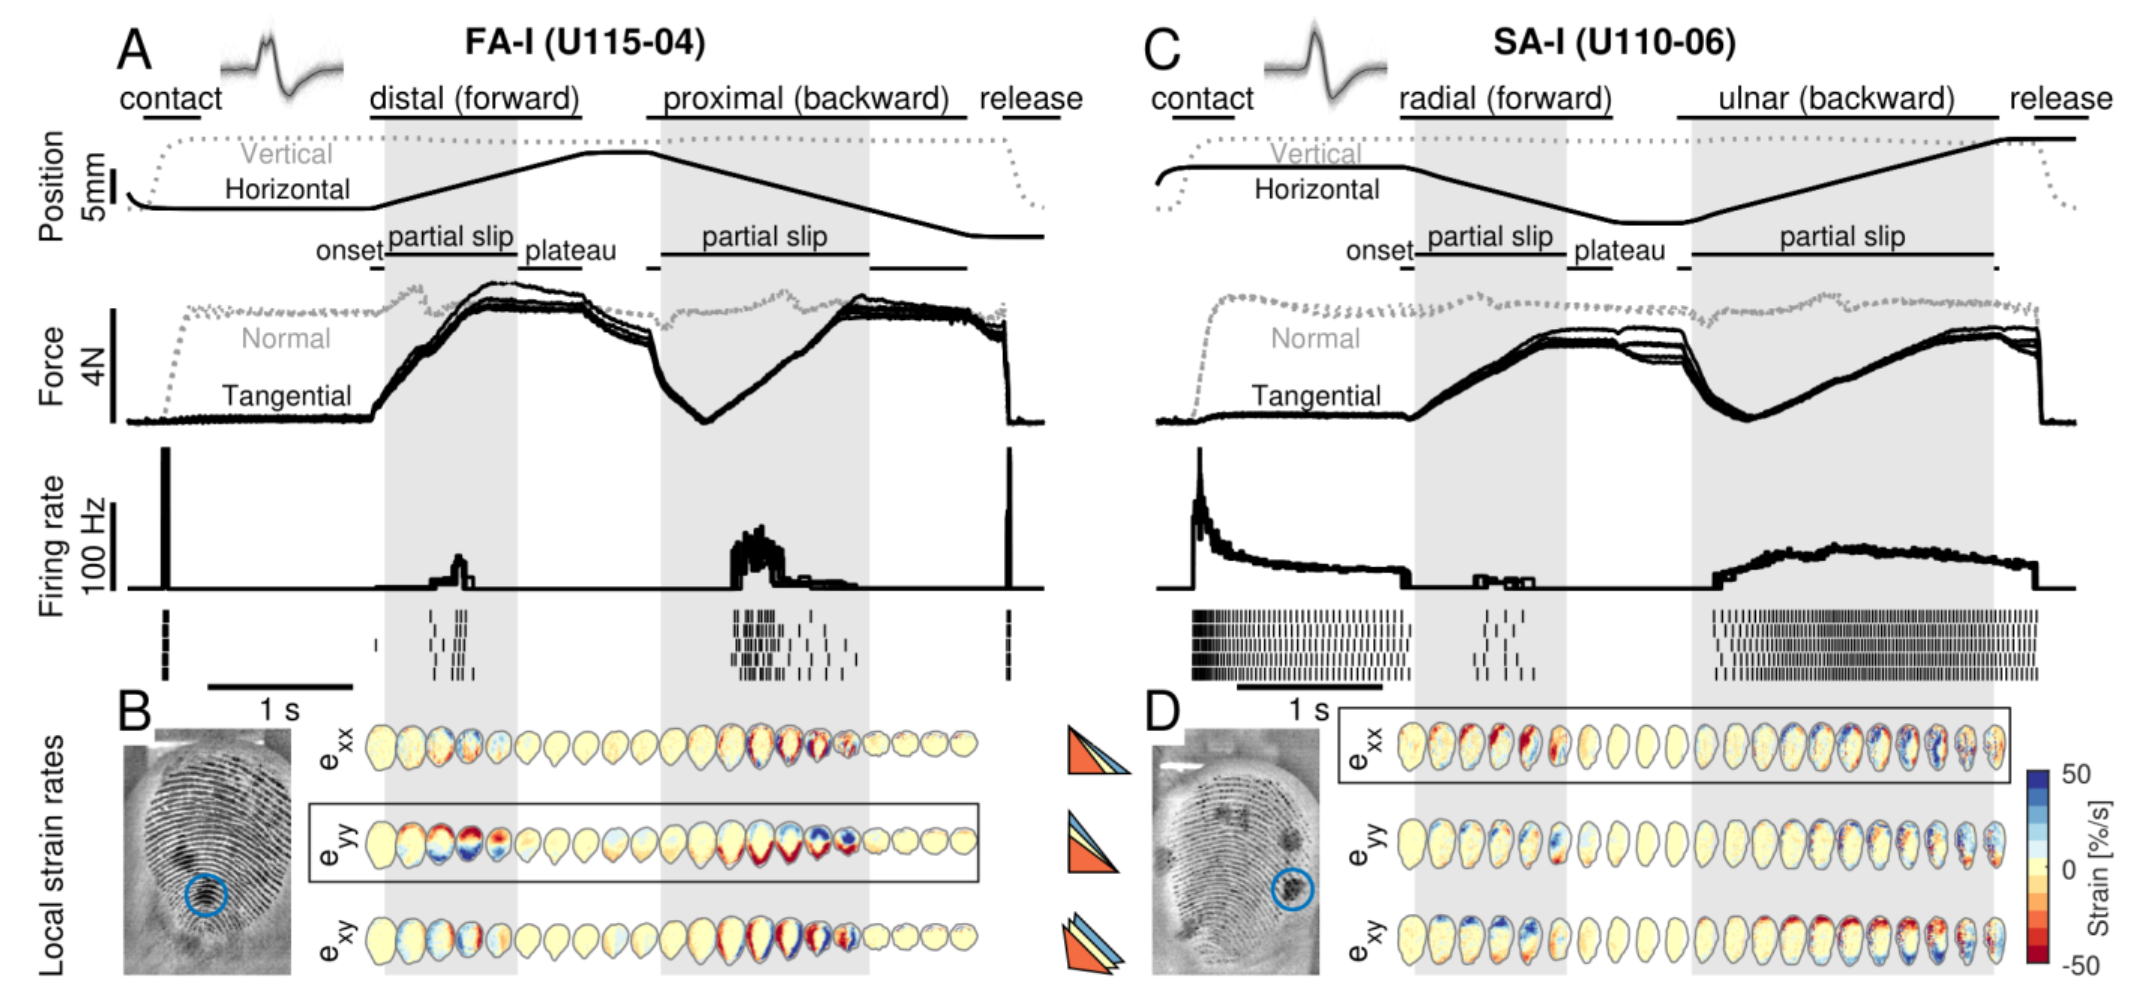 A
FA-I (U115-04)
contact
distal (forward)
proximal (backward)
release
Position
5mm
Vertical
Horizontal
onset
partial slip
plateau
partial slip
Force
4N
Normal
Tangential
Firing rate
100 Hz
1 s
B
Local strain rates
exx
eyy
exy
C
SA-I (U110-06)
contact
radial (forward)
ulnar (backward)
release
Vertical
Horizontal
onset
partial slip
plateau
partial slip
Normal
Tangential
1 s
D
exx
eyy
exy
50
0
-50
Strain [%/s]